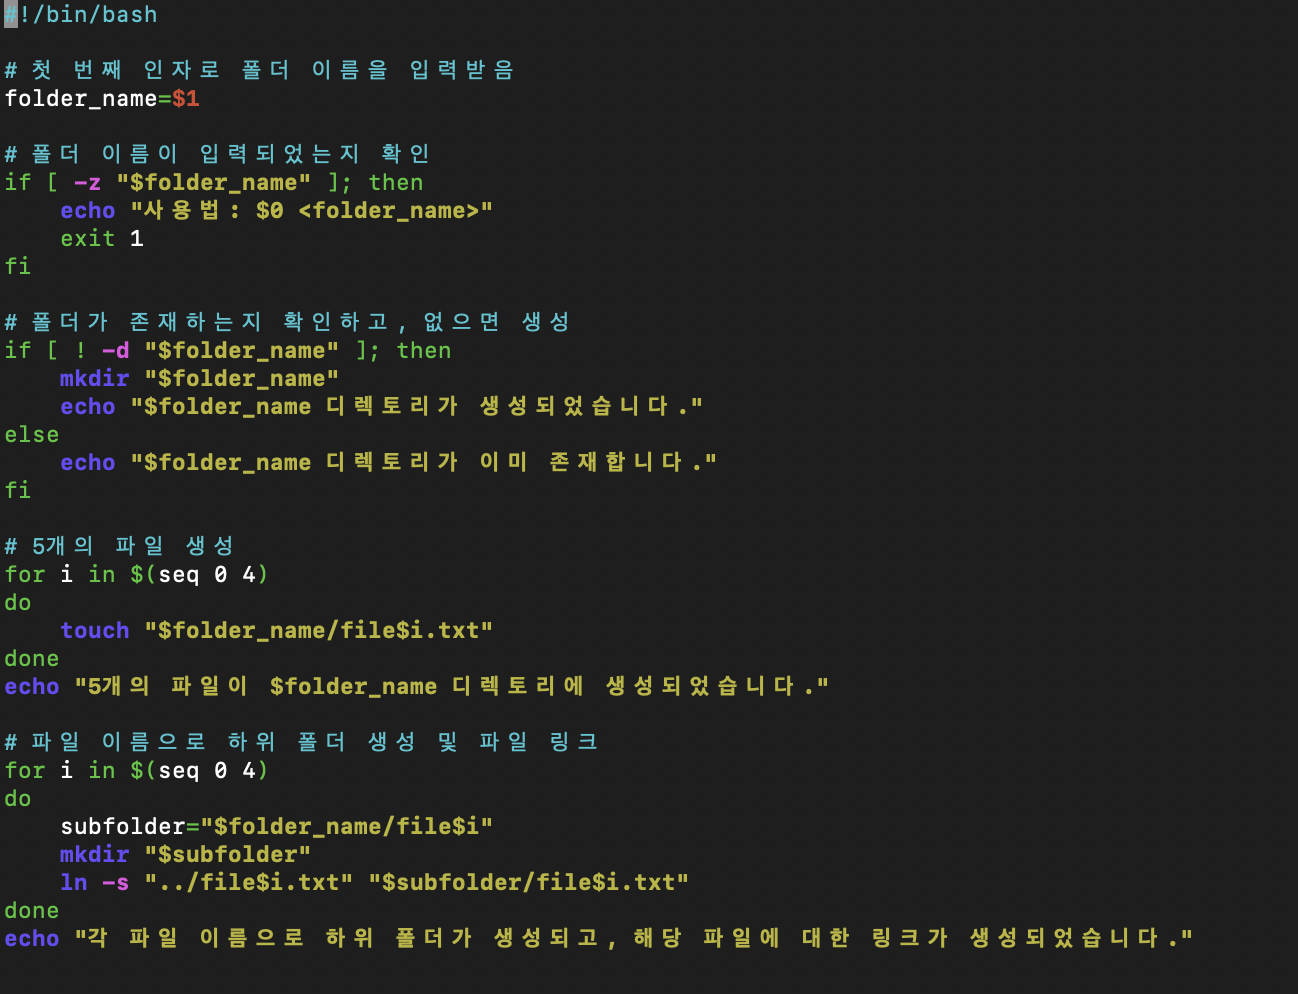 #!/bin/bash
# 첫 번째 인자로 폴더 이름을 입력받음
folder_name=$1
# 폴더 이름이 입력되었는지 확인
if [ -z "$folder_name" ]; then
    echo "사용법: $0 <folder_name>"
    exit 1
fi
# 폴더가 존재하는지 확인하고, 없으면 생성
if [ ! -d "$folder_name" ]; then
    mkdir "$folder_name"
    echo "$folder_name 디렉토리가 생성되었습니다."
else
    echo "$folder_name 디렉토리가 이미 존재합니다."
fi
# 5개의 파일 생성
for i in $(seq 0 4)
do
    touch "$folder_name/file$i.txt"
done
echo "5개의 파일이 $folder_name 디렉토리에 생성되었습니다."
# 파일 이름으로 하위 폴더 생성 및 파일 링크
for i in $(seq 0 4)
do
    subfolder="$folder_name/file$i"
    mkdir "$subfolder"
    ln -s "../file$i.txt" "$subfolder/file$i.txt"
done
echo "각 파일 이름으로 하위 폴더가 생성되고, 해당 파일에 대한 링크가 생성되었습니다."